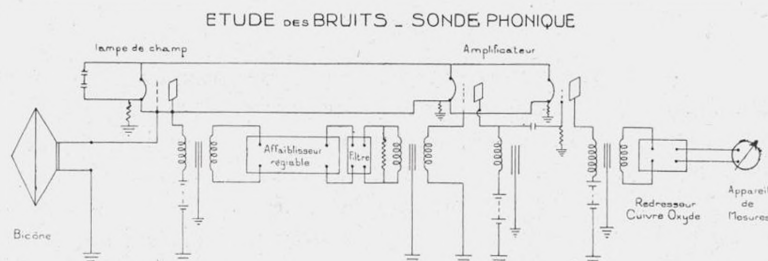 ETUDE DES BRUITS _ SONDE PHONIQUE
lampe de champ
Amplificateur
Affaiblisseur
réglable
Filtre
Bicône
Redresseur
Cuivre Oxyde
Appareil
de
Mesures